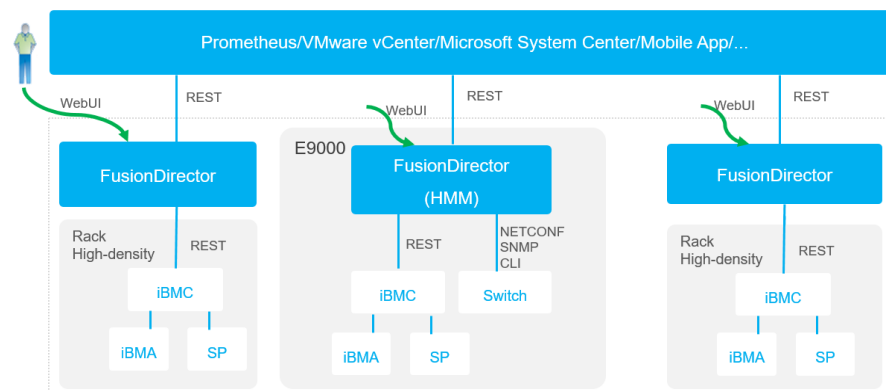 Prometheus/VMware vCenter/Microsoft System Center/Mobile App/...
WebUI
REST
WebUI
REST
WebUI
REST
FusionDirector
E9000
FusionDirector
(HMM)
FusionDirector
Rack
High-density
REST
iBMC
iBMA
SP
REST
NETCONF
SNMP
CLI
iBMC
Switch
iBMA
SP
Rack
High-density
REST
iBMC
iBMA
SP